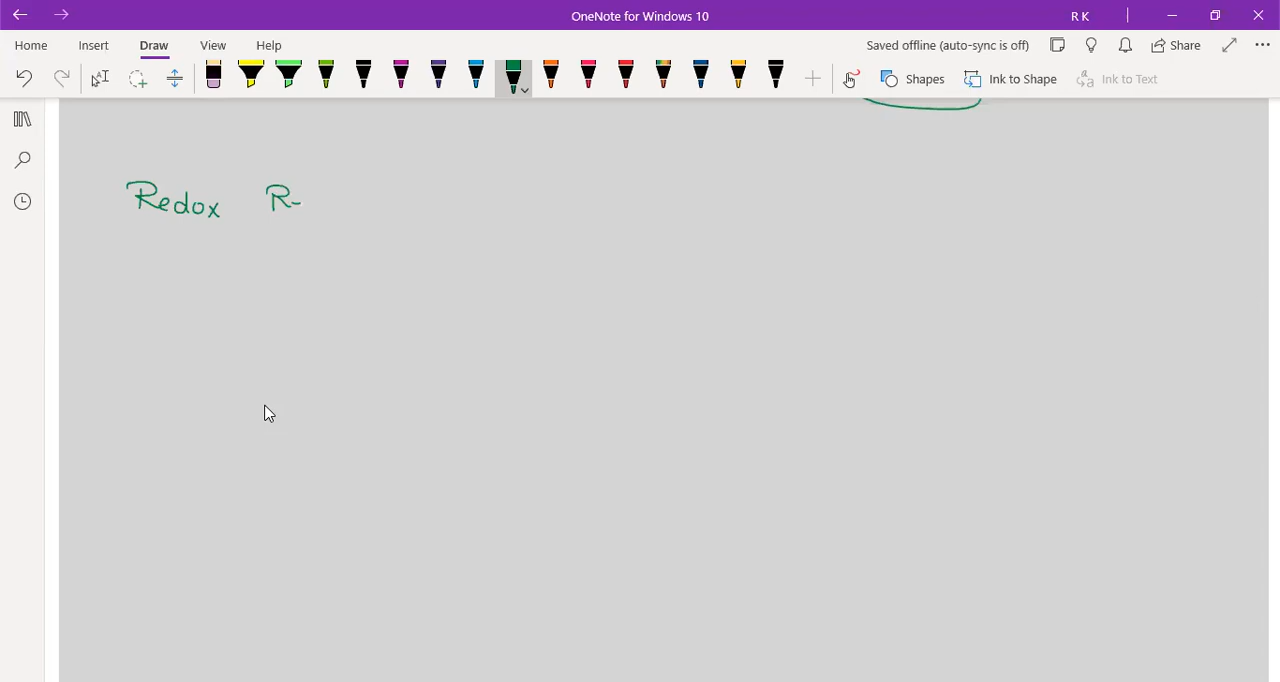 OneNote for Windows 10
R K
Home Insert Draw View Help
Saved offline (auto-sync is off)
Share
Shapes
Ink to Shape
Ink to Text
Redox R-